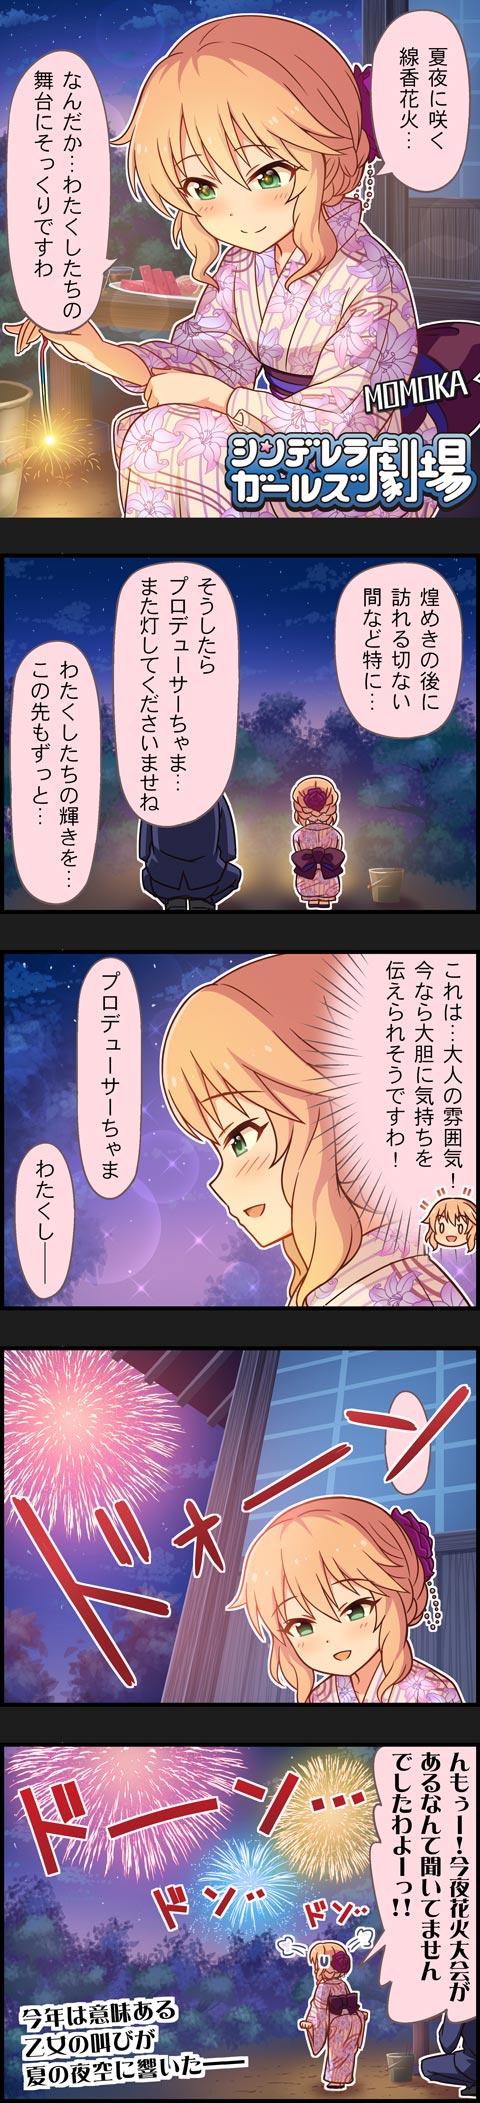 夏夜に咲く
線香花火…
なんだか…わたくしたちの
舞台にそっくりですわ
MOMOKA
シンデレラ
ガールズ劇場
煌めきの後に
訪れる切ない
間など特に…
そうしたら
プロデューサーちゃま…
また灯してくださいませね
わたくしたちの輝きを…
この先もずっと…
これは…大人の雰囲気！
今なら大胆に気持ちを
伝えられそうですわ！
プロデューサーちゃま
わたくし──
ドォーン
んもぅー！今夜花火大会が
あるなんて聞いてません
でしたわよーっ！！
ドーン…
ドン‥
ドン‥
今年は意味ある
乙女の叫びが
夏の夜空に響いた──